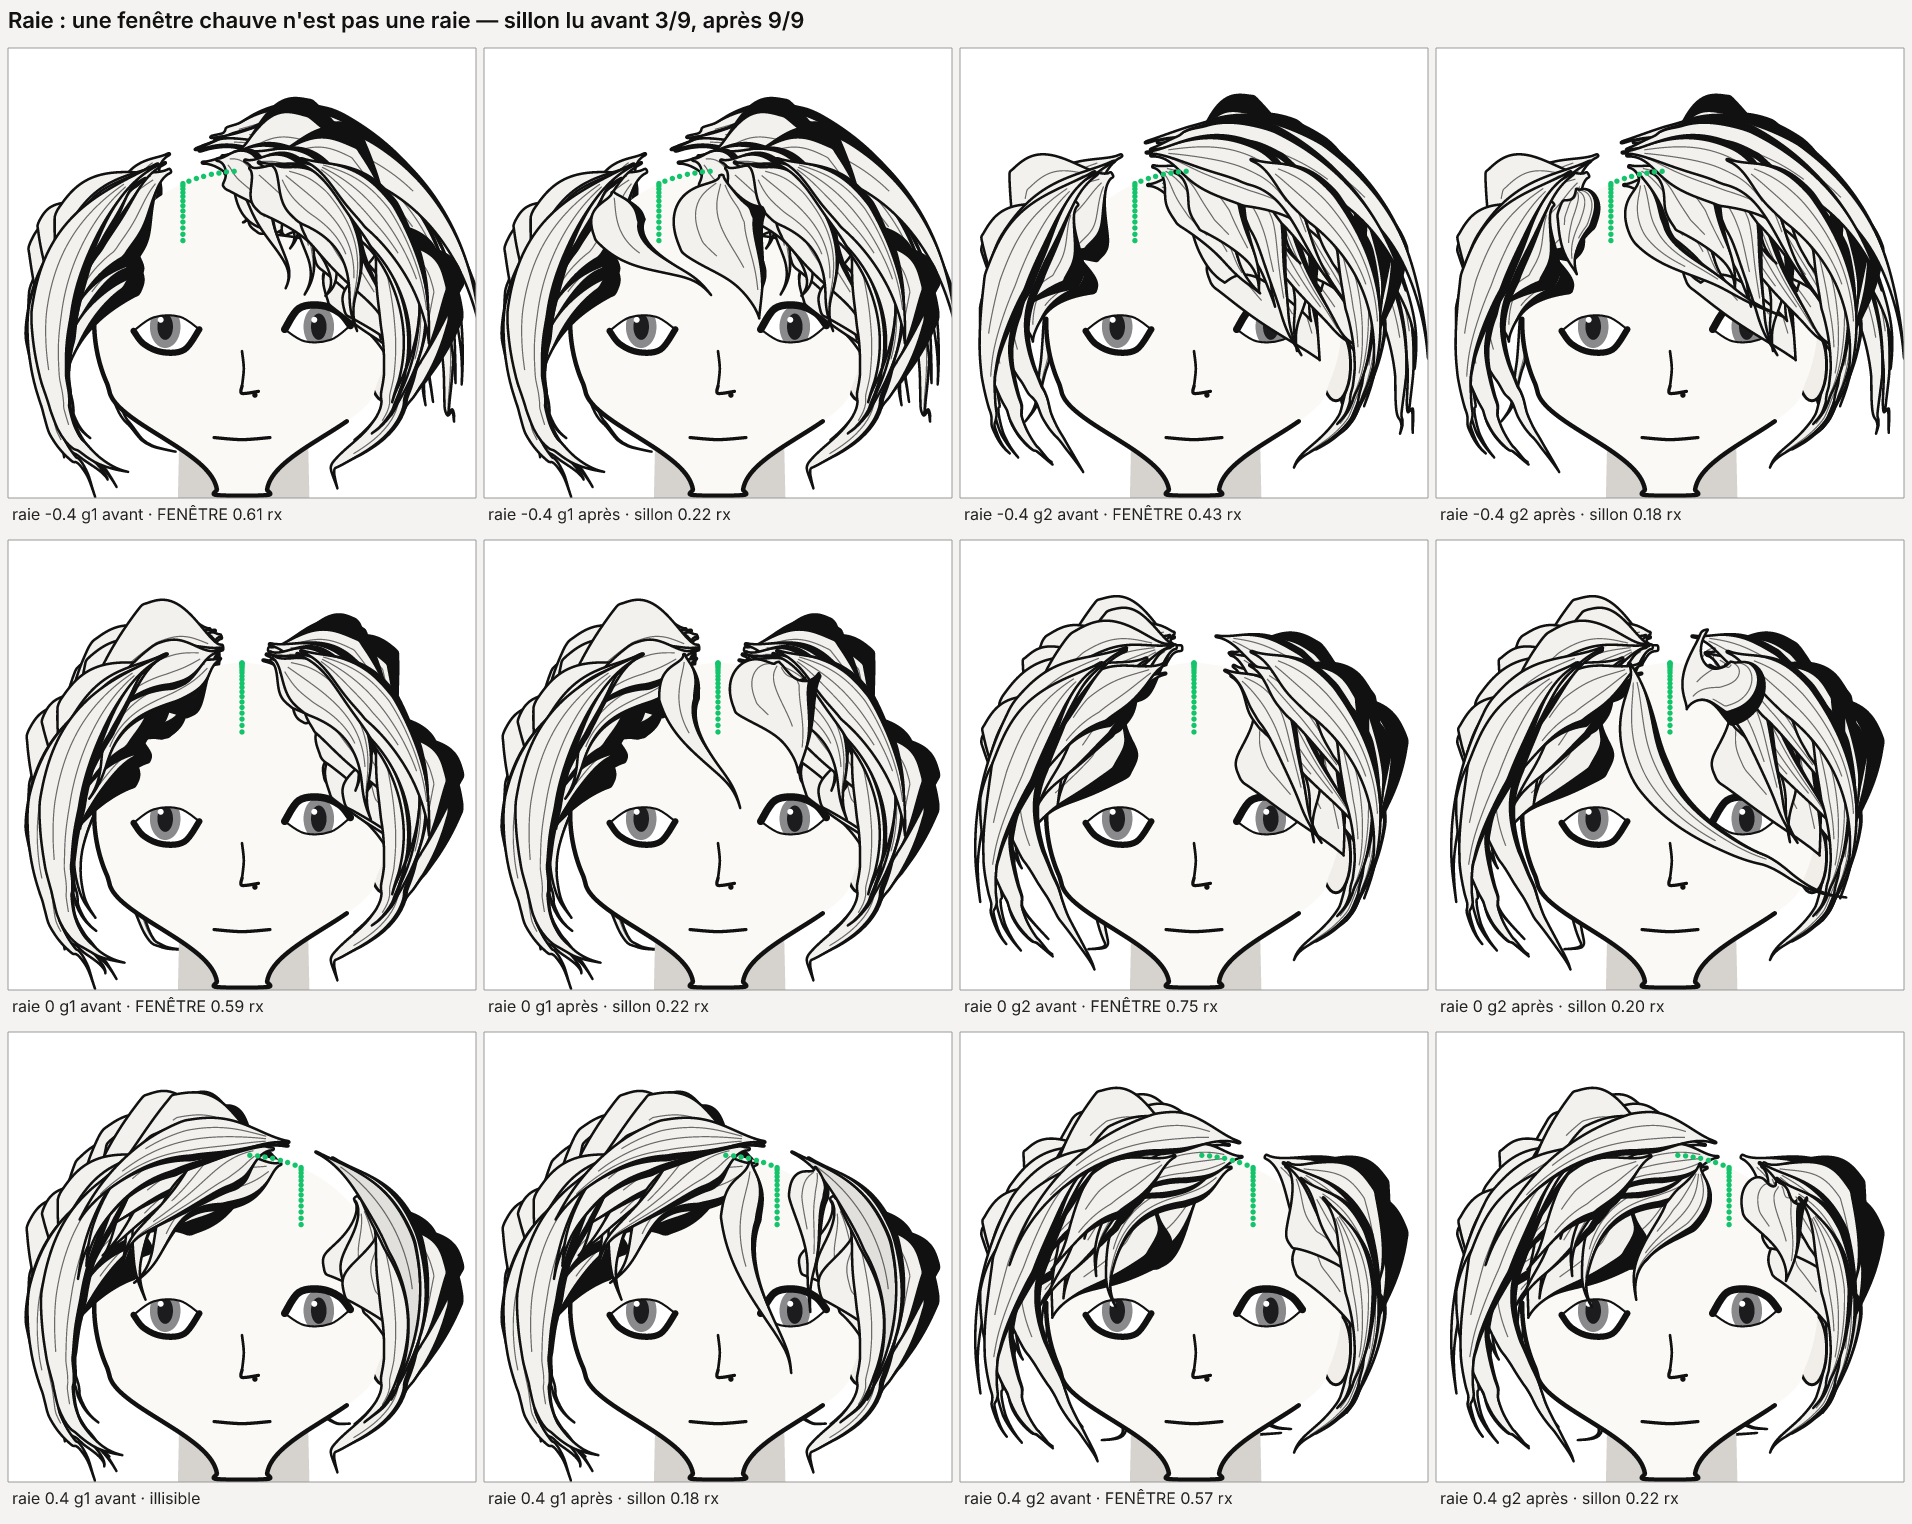 Raie : une fenêtre chauve n'est pas une raie — sillon lu avant 3/9, après 9/9
raie -0.4 g1 avant · FENÊTRE 0.61 rx
raie -0.4 g1 après · sillon 0.22 rx
raie -0.4 g2 avant · FENÊTRE 0.43 rx
raie -0.4 g2 après · sillon 0.18 rx
raie 0 g1 avant · FENÊTRE 0.59 rx
raie 0 g1 après · sillon 0.22 rx
raie 0 g2 avant · FENÊTRE 0.75 rx
raie 0 g2 après · sillon 0.20 rx
raie 0.4 g1 avant · illisible
raie 0.4 g1 après · sillon 0.18 rx
raie 0.4 g2 avant · FENÊTRE 0.57 rx
raie 0.4 g2 après · sillon 0.22 rx